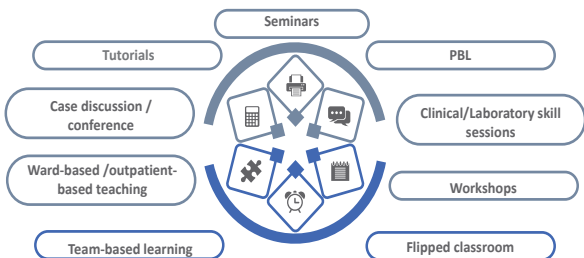 Seminars
Tutorials
PBL
Case discussion /
conference
Clinical/Laboratory skill
sessions
Ward-based /outpatient-
based teaching
Workshops
Team-based learning
Flipped classroom